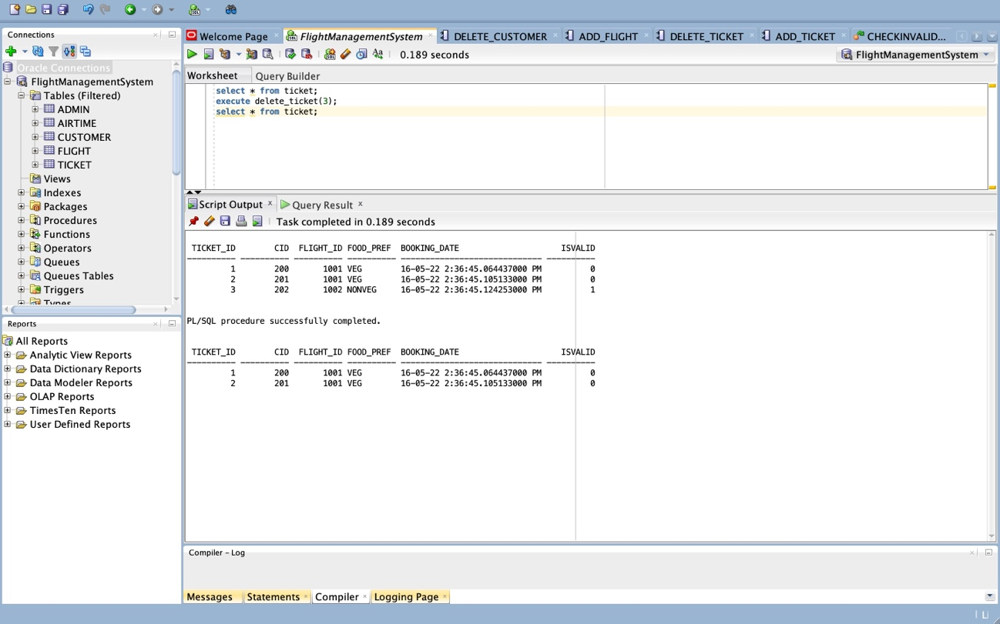 Connections
Oracle Connections
FlightManagementSystem
Tables (Filtered)
ADMIN
AIRTIME
CUSTOMER
FLIGHT
TICKET
Views
Indexes
Packages
Procedures
Functions
Operators
Queues
Queues Tables
Triggers
Types
Reports
All Reports
Analytic View Reports
Data Dictionary Reports
Data Modeler Reports
OLAP Reports
TimesTen Reports
User Defined Reports
Welcome Page FlightManagementSystem DELETE_CUSTOMER ADD_FLIGHT DELETE_TICKET ADD_TICKET CHECKINVALID...
0.189 seconds FlightManagementSystem
Worksheet Query Builder
select * from ticket;
execute delete_ticket(3);
select * from ticket;
Script Output Query Result
Task completed in 0.189 seconds
TICKET_ID CID FLIGHT_ID FOOD_PREF BOOKING_DATE ISVALID
1 200 1001 VEG 16-05-22 2:36:45.064437000 PM 0
2 201 1001 VEG 16-05-22 2:36:45.105133000 PM 0
3 202 1002 NONVEG 16-05-22 2:36:45.124253000 PM 1
PL/SQL procedure successfully completed.
TICKET_ID CID FLIGHT_ID FOOD_PREF BOOKING_DATE ISVALID
1 200 1001 VEG 16-05-22 2:36:45.064437000 PM 0
2 201 1001 VEG 16-05-22 2:36:45.105133000 PM 0
Compiler - Log
Messages Statements Compiler Logging Page